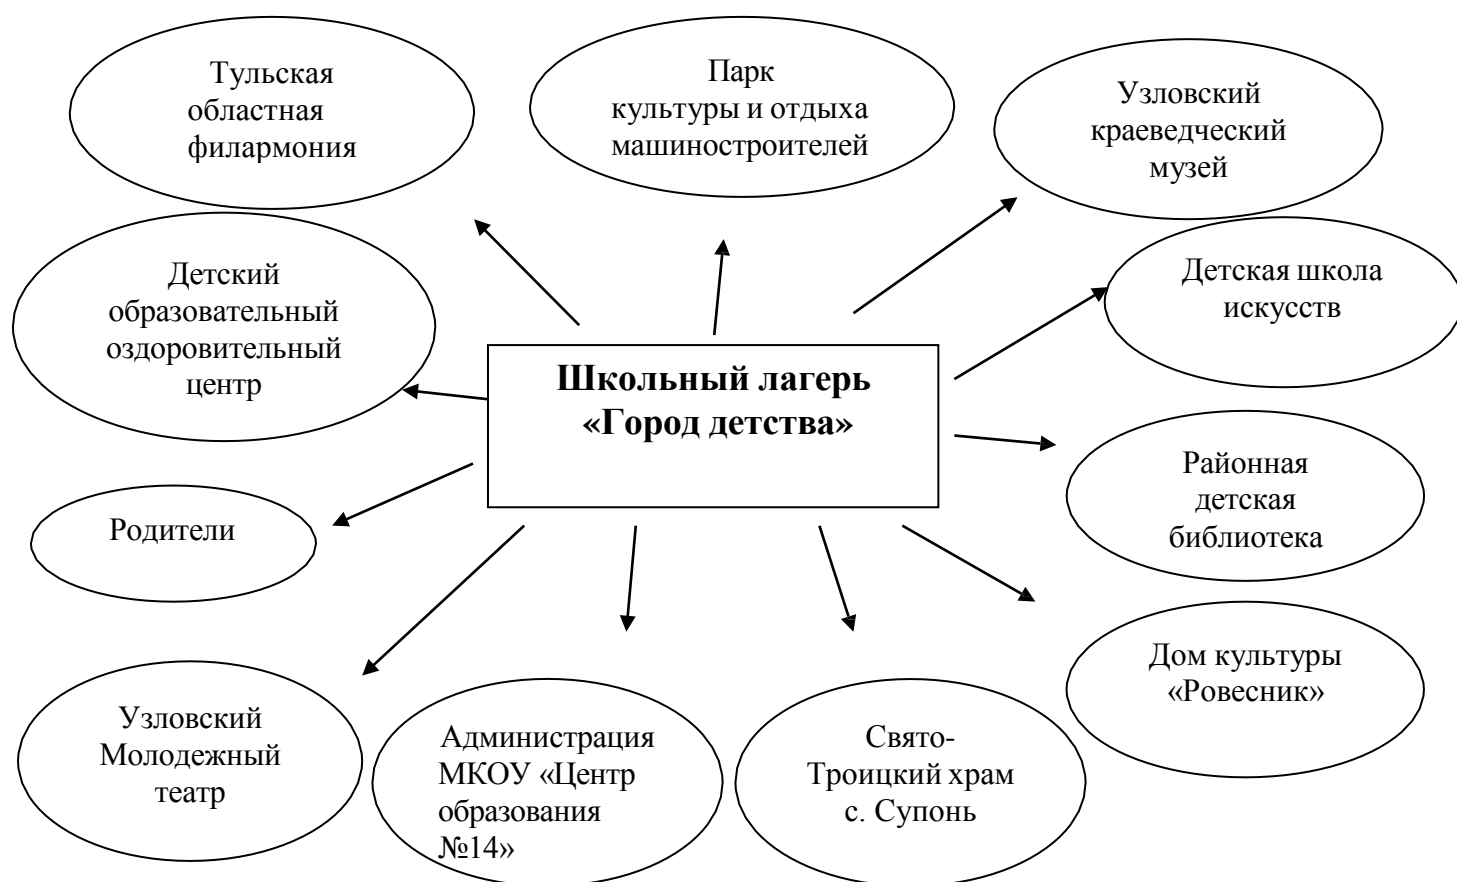 Тульская
областная
филармония
Парк
культуры и отдыха
машиностроителей
Узловский
краеведческий
музей
Детский
образовательный
оздоровительный
центр
Детская школа
искусств
Школьный лагерь
«Город детства»
Районная
детская
библиотека
Родители
Дом культуры
«Ровесник»
Узловский
Молодежный
театр
Администрация
МКОУ «Центр
образования
№14»
Свято-
Троицкий храм
с. Супонь